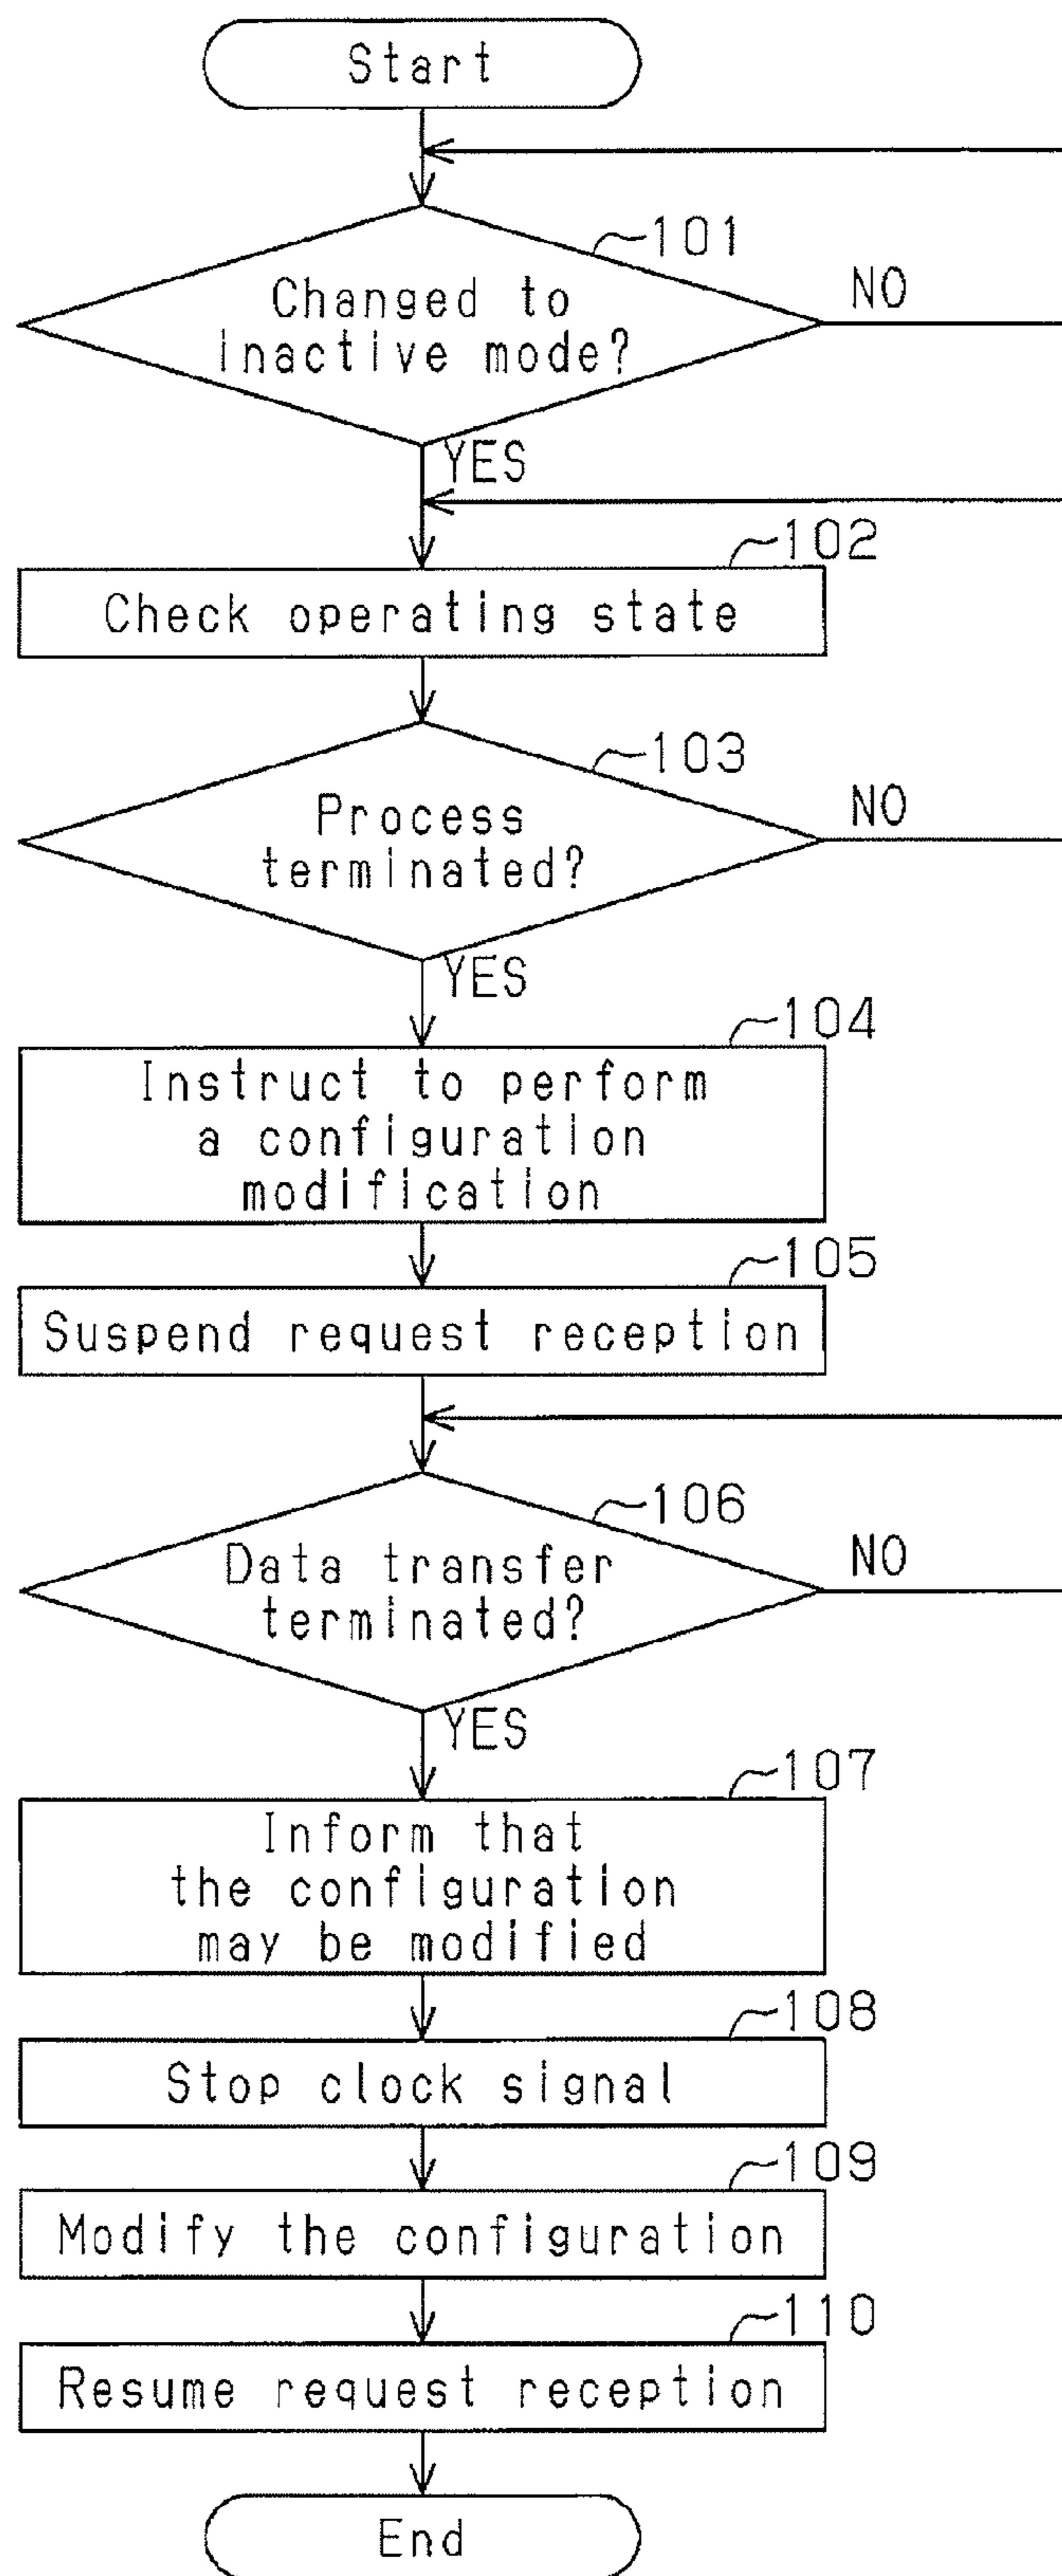 Start
101
Changed to
inactive mode?
NO
YES
102
Check operating state
103
Process
terminated?
NO
YES
104
Instruct to perform
a configuration
modification
105
Suspend request reception
106
Data transfer
terminated?
NO
YES
107
Inform that
the configuration
may be modified
108
Stop clock signal
109
Modify the configuration
110
Resume request reception
End